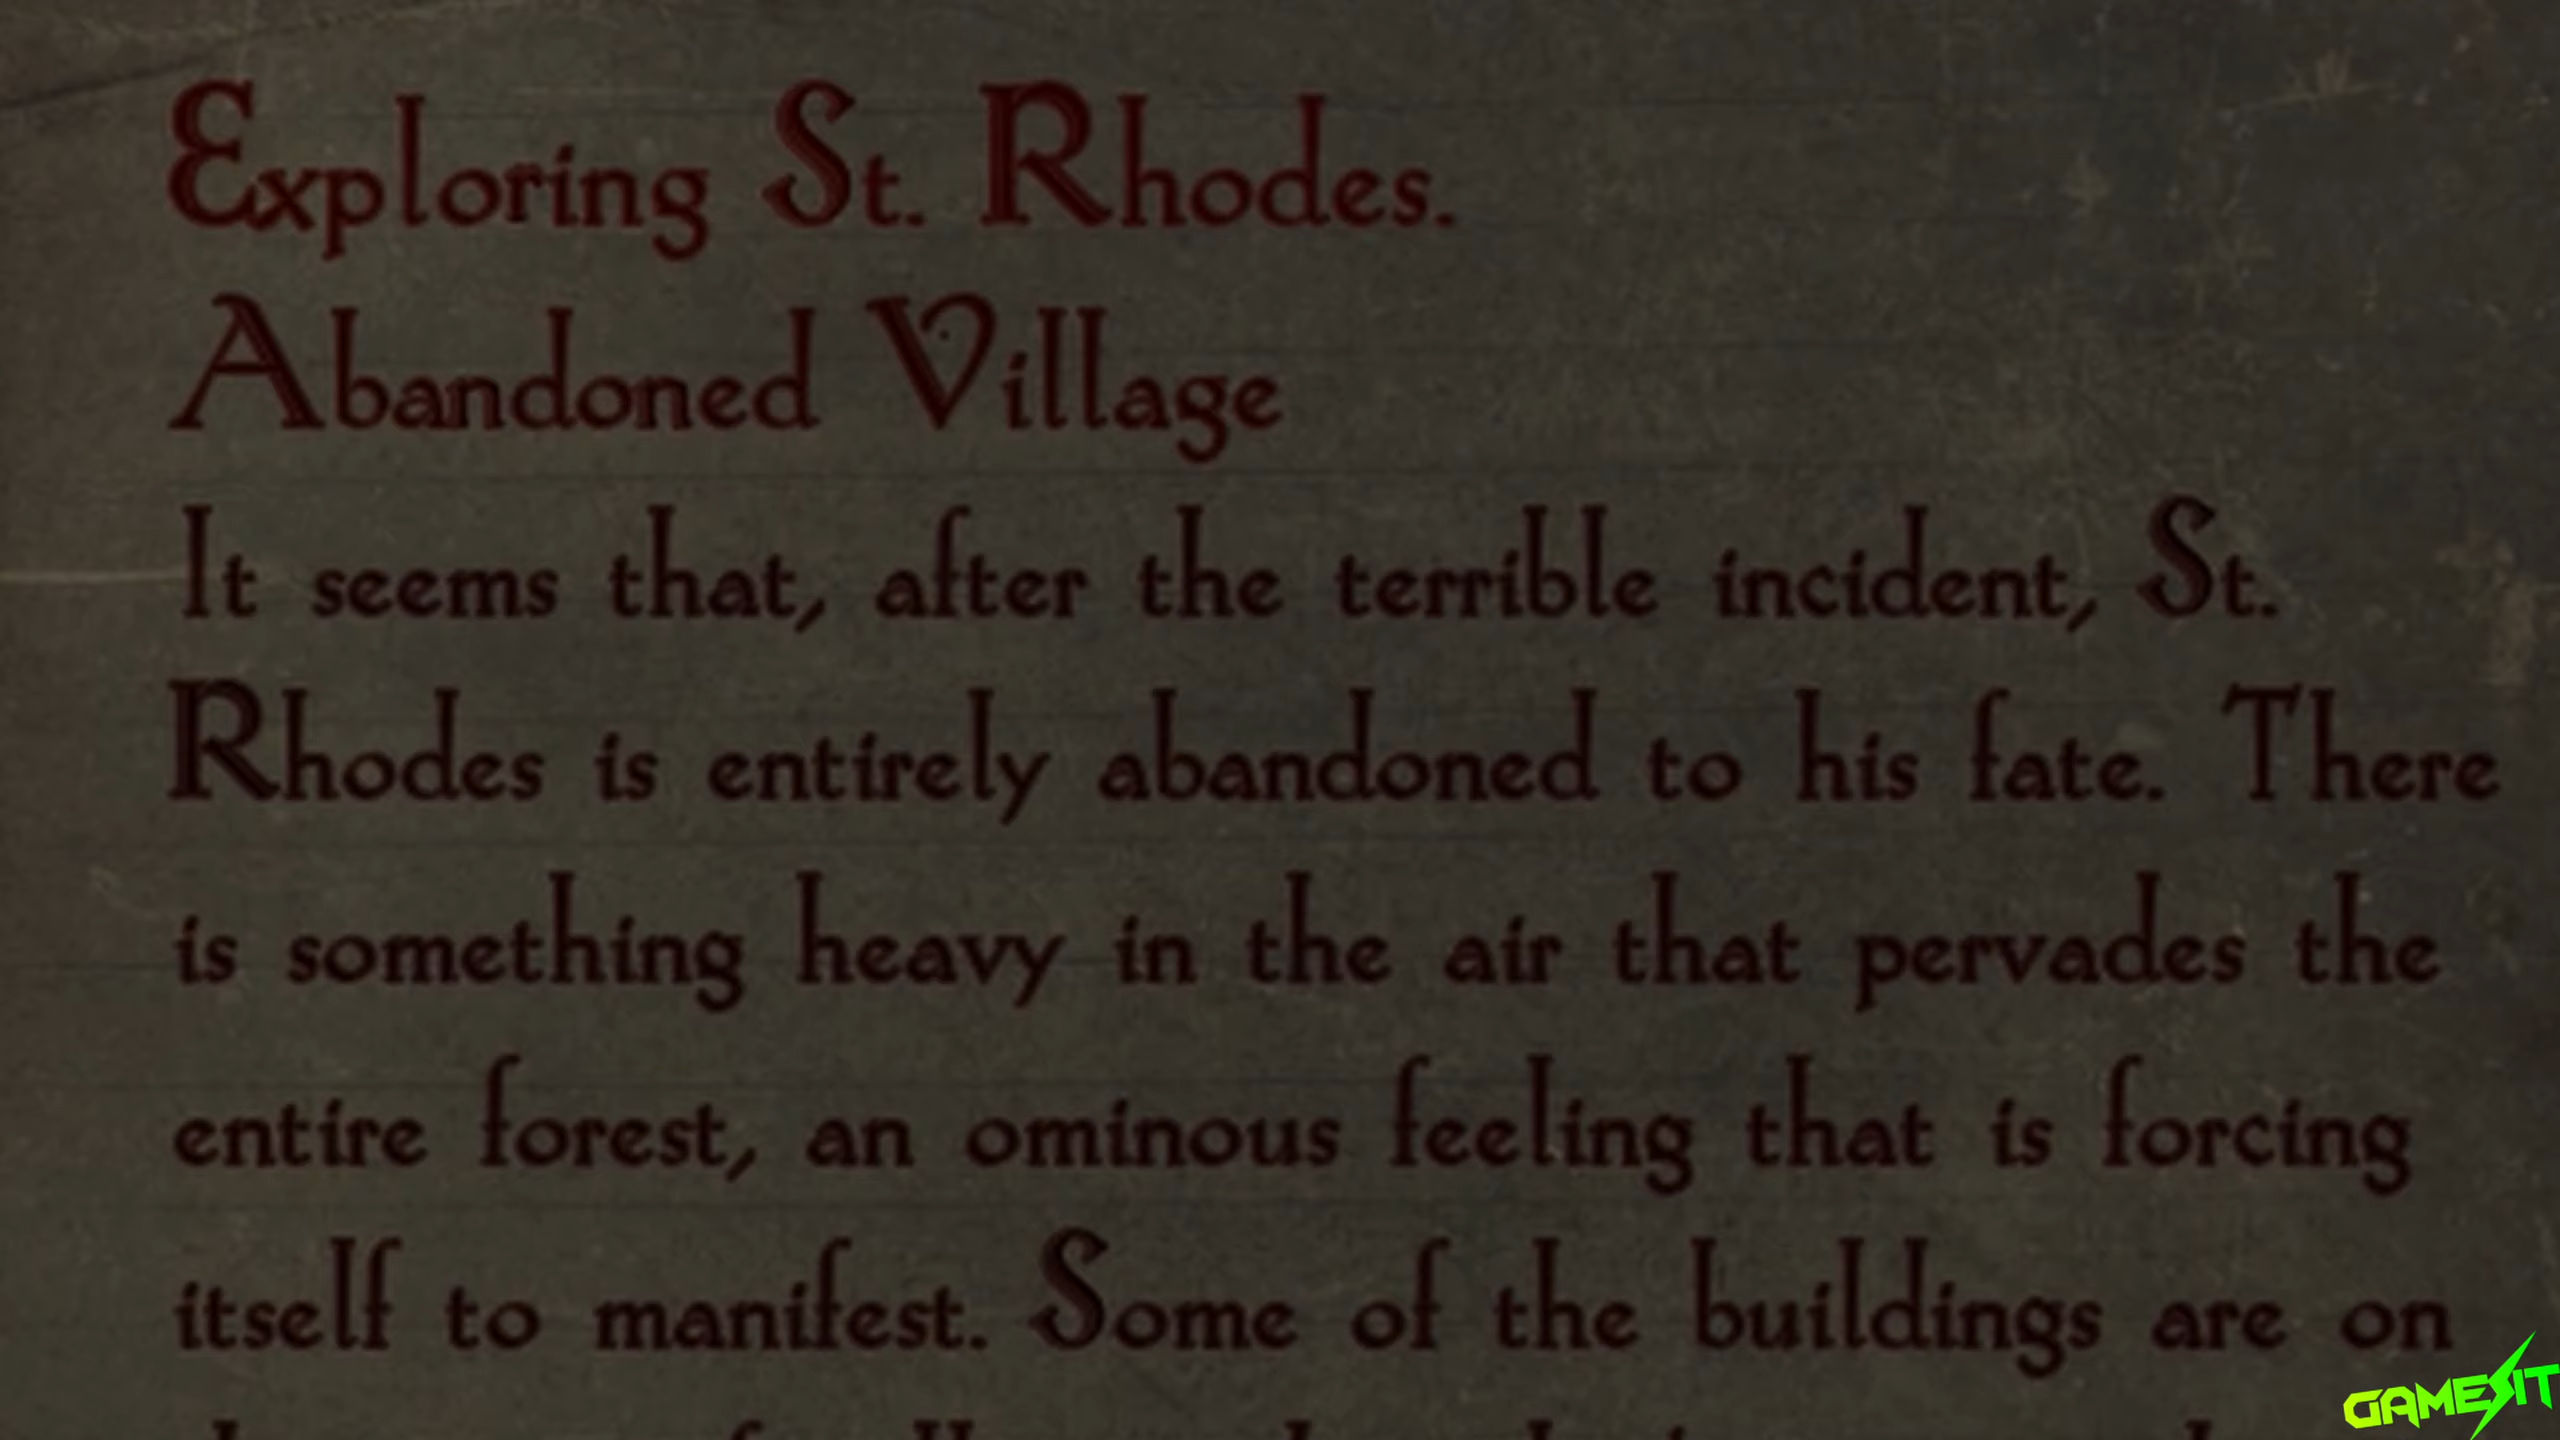 Exploring St. Rhodes.
Abandoned Village
It seems that, after the terrible incident, St.
Rhodes is entirely abandoned to his fate. There
is something heavy in the air that pervades the
entire forest, an ominous feeling that is forcing
itself to manifest. Some of the buildings are on
GAMESIT